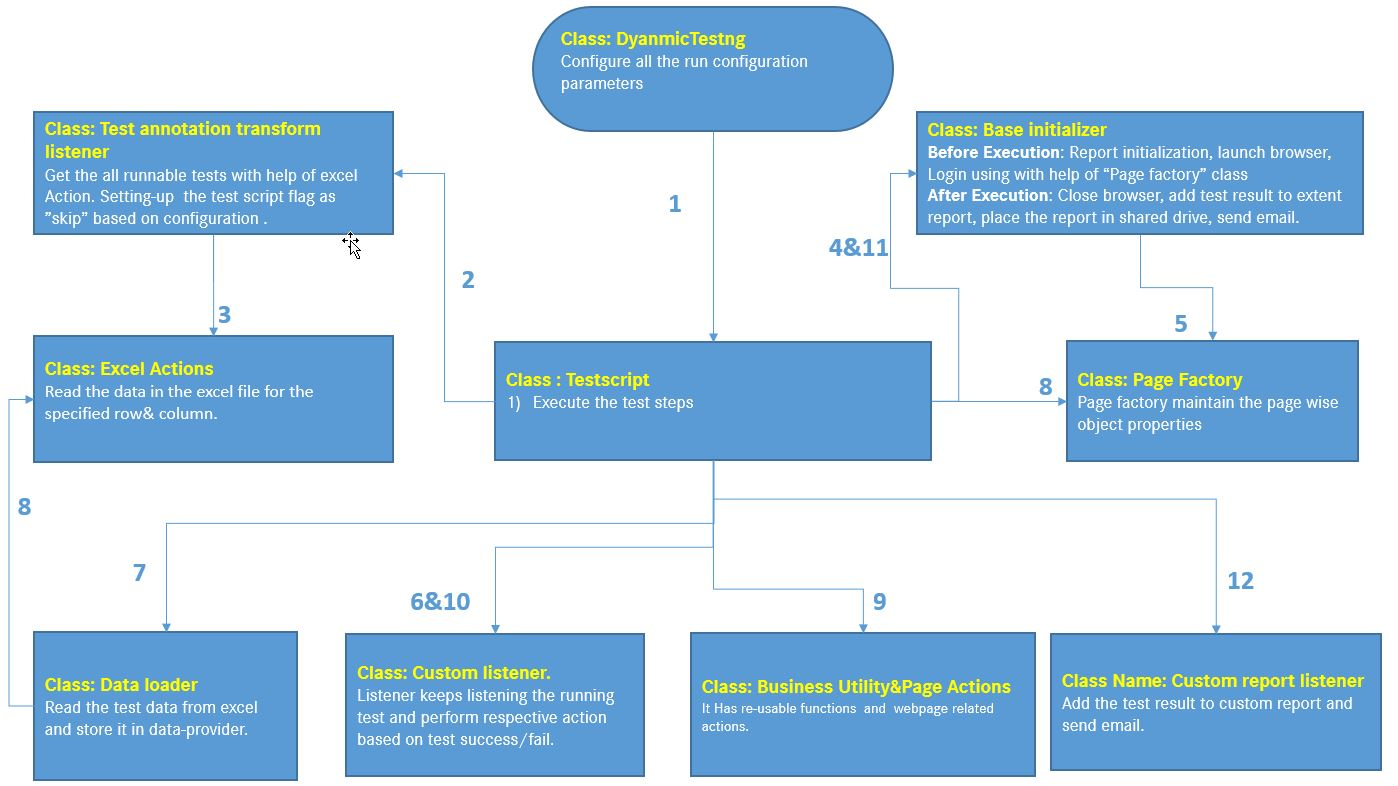 Class: DyanmicTestng
Configure all the run configuration
parameters
Class: Test annotation transform
listener
Get the all runnable tests with help of excel
Action. Setting-up  the test script flag as
”skip” based on configuration .
Class: Base initializer
Before Execution: Report initialization, launch browser,
Login using with help of “Page factory” class
After Execution: Close browser, add test result to extent
report, place the report in shared drive, send email.
1
4&11
2
3
5
Class: Excel Actions
Read the data in the excel file for the
specified row& column.
Class : Testscript
1) Execute the test steps
8
Class: Page Factory
Page factory maintain the page wise
object properties
8
7
6&10
9
12
Class: Data loader
Read the test data from excel
and store it in data-provider.
Class: Custom listener.
Listener keeps listening the running
test and perform respective action
based on test success/fail.
Class: Business Utility&Page Actions
It Has re-usable functions  and  webpage related
actions.
Class Name: Custom report listener
Add the test result to custom report and
send email.